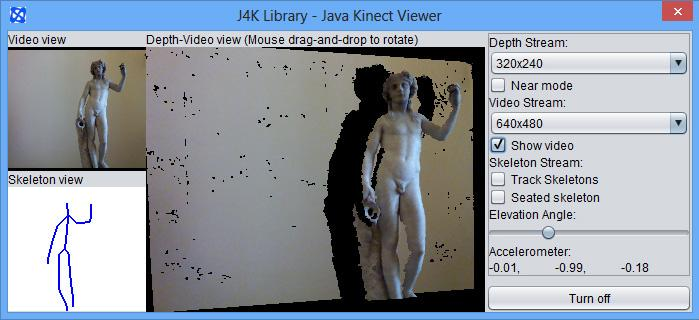 J4K Library - Java Kinect Viewer
Video view
Depth-Video view (Mouse drag-and-drop to rotate)
Skeleton view
Depth Stream:
320x240
Near mode
Video Stream:
640x480
Show video
Skeleton Stream:
Track Skeletons
Seated skeleton
Elevation Angle:
Accelerometer:
-0.01, -0.99, -0.18
Turn off